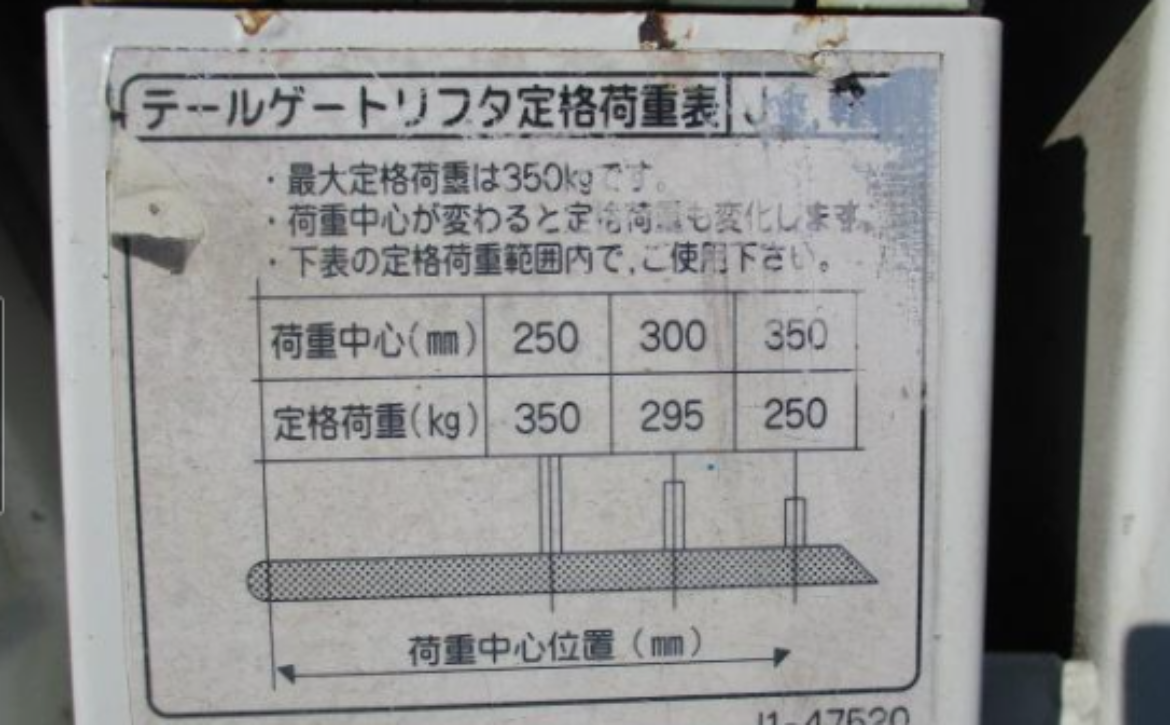 テールゲートリフタ定格荷重表
・最大定格荷重は350kgです。
・荷重中心が変わると定格荷重も変化します。
・下表の定格荷重範囲内で,ご使用下さい。
荷重中心(mm) 250 300 350
定格荷重(kg) 350 295 250
荷重中心位置(mm)
J1-47520